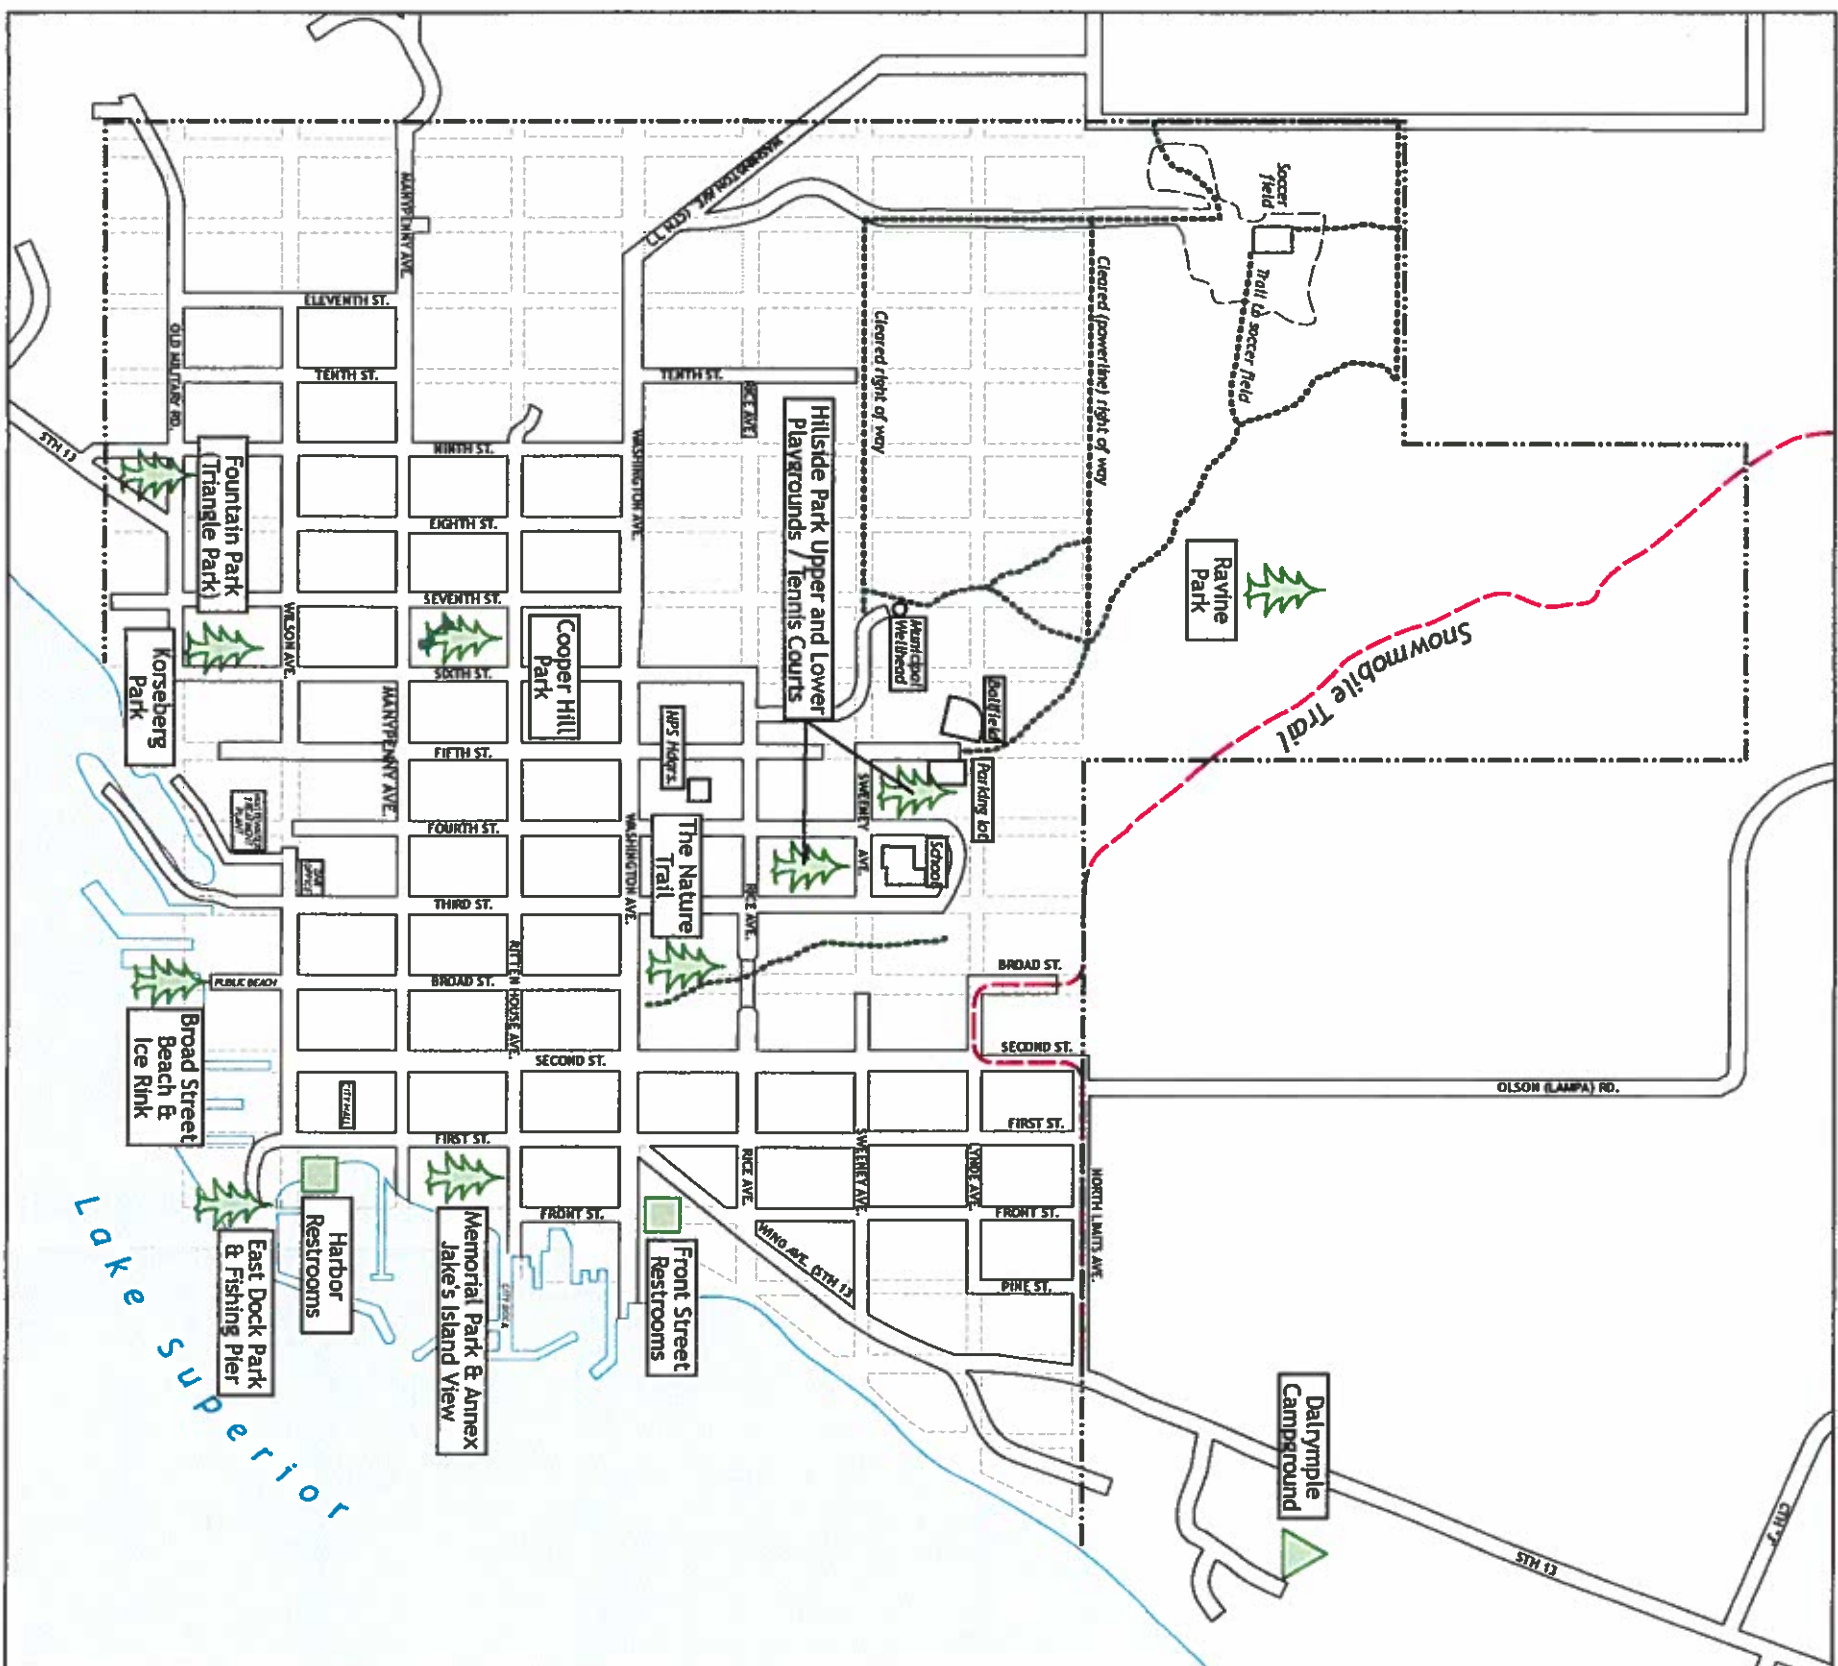 Soccer
field
Trail to soccer field
Cleared (powerline) right of way
Cleared right of way
Ravine
Park
Snowmobile Trail
WASHINGTON AVE. (CTH
MANYPENNY AVE.
ELEVENTH ST.
TENTH ST.
TENTH ST.
RICE AVE.
OLD MILITARY RD.
STH 13
NINTH ST.
WASHINGTON AVE.
Hillside Park Upper and Lower
Playgrounds / Tennis Courts
Fountain Park
(Triangle Park)
EIGHTH ST.
SEVENTH ST.
WILSON AVE.
Cooper Hill
Park
Municipal
Wellhead
Ballfield
Korseberg
Park
SIXTH ST.
MANYPENNY AVE.
NPS Hdqrs.
FIFTH ST.
SWEENEY
AVE.
Parking lot
School
FOURTH ST.
WASHINGTON AVE.
The Nature
Trail
RICE AVE.
THIRD ST.
RITTENHOUSE AVE.
BROAD ST.
BROAD ST.
PUBLIC BEACH
Broad Street
Beach &
Ice Rink
SECOND ST.
SECOND ST.
OLSON (LAMPA) RD.
CITY HALL
FIRST ST.
FIRST ST.
RICE AVE.
SWEENEY AVE.
LYNDE AVE.
NORTH LIMITS AVE.
FRONT ST.
FRONT ST.
WING AVE. (STH 13
PINE ST.
Harbor
Restrooms
East Dock Park
& Fishing Pier
Memorial Park & Annex
Jake's Island View
CITY DOCK
Front Street
Restrooms
Dalrymple
Campground
STH 13
CTH "J"
Lake Superior